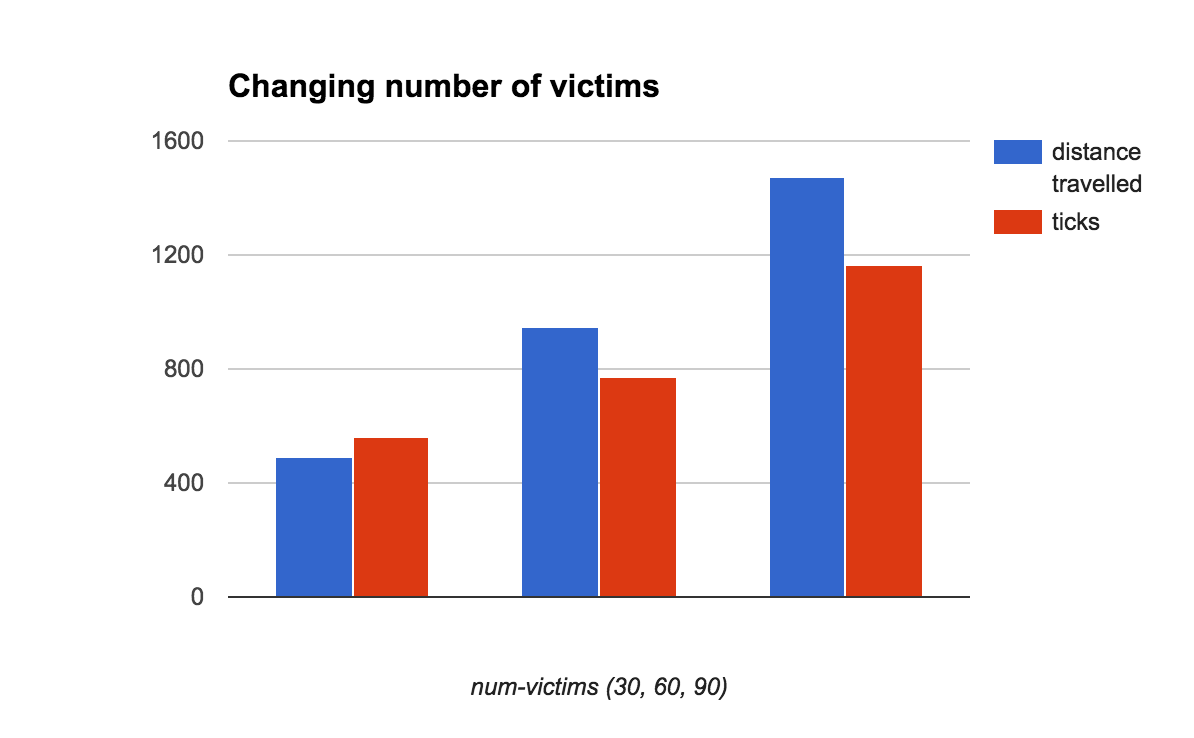 Changing number of victims
1600
1200
800
400
0
distance
travelled
ticks
num-victims (30, 60, 90)